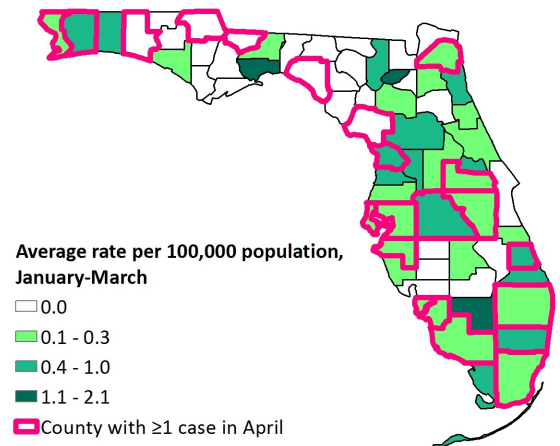 Average rate per 100,000 population,
January-March
0.0
0.1 - 0.3
0.4 - 1.0
1.1 - 2.1
County with ≥1 case in April